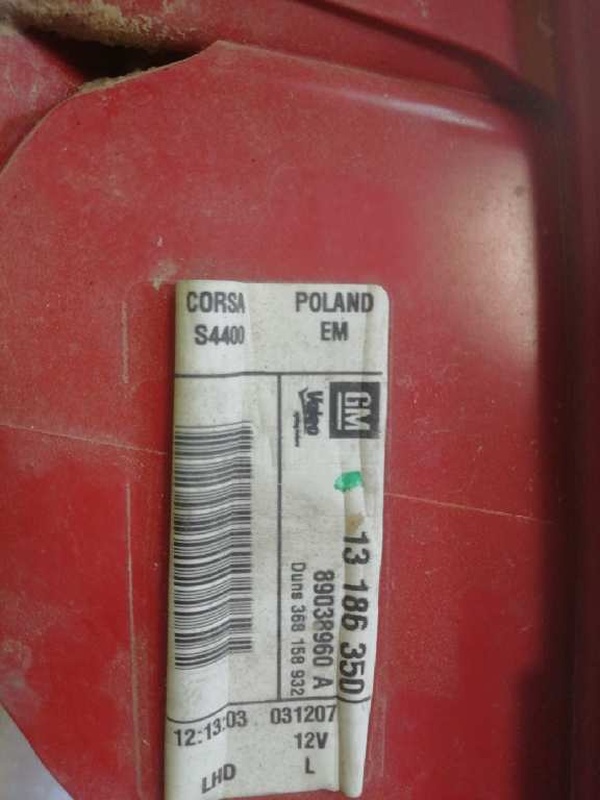 CORSA POLAND
S4400 EM
GM
Valeo
13 186 350
89038960 A
Duns 368 158 932
12:13:03 031207
12V
LHD L